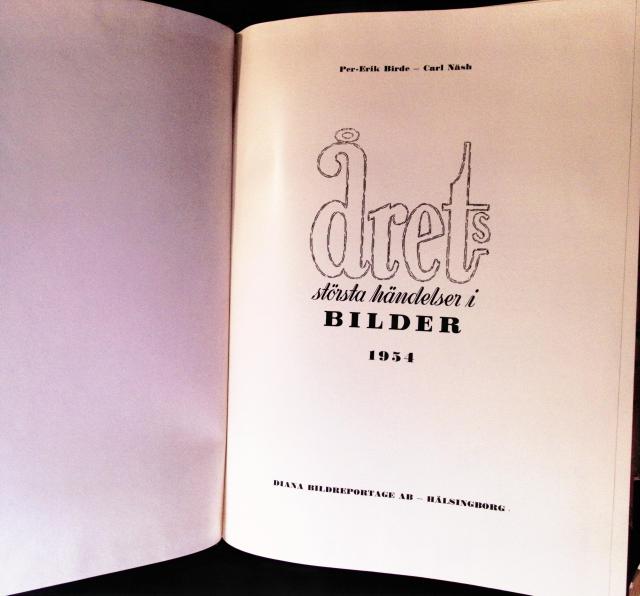 Per-Erik Birde – Carl Näsh
årets
största händelser i
BILDER
1954
DIANA BILDREPORTAGE AB – HÄLSINGBORG